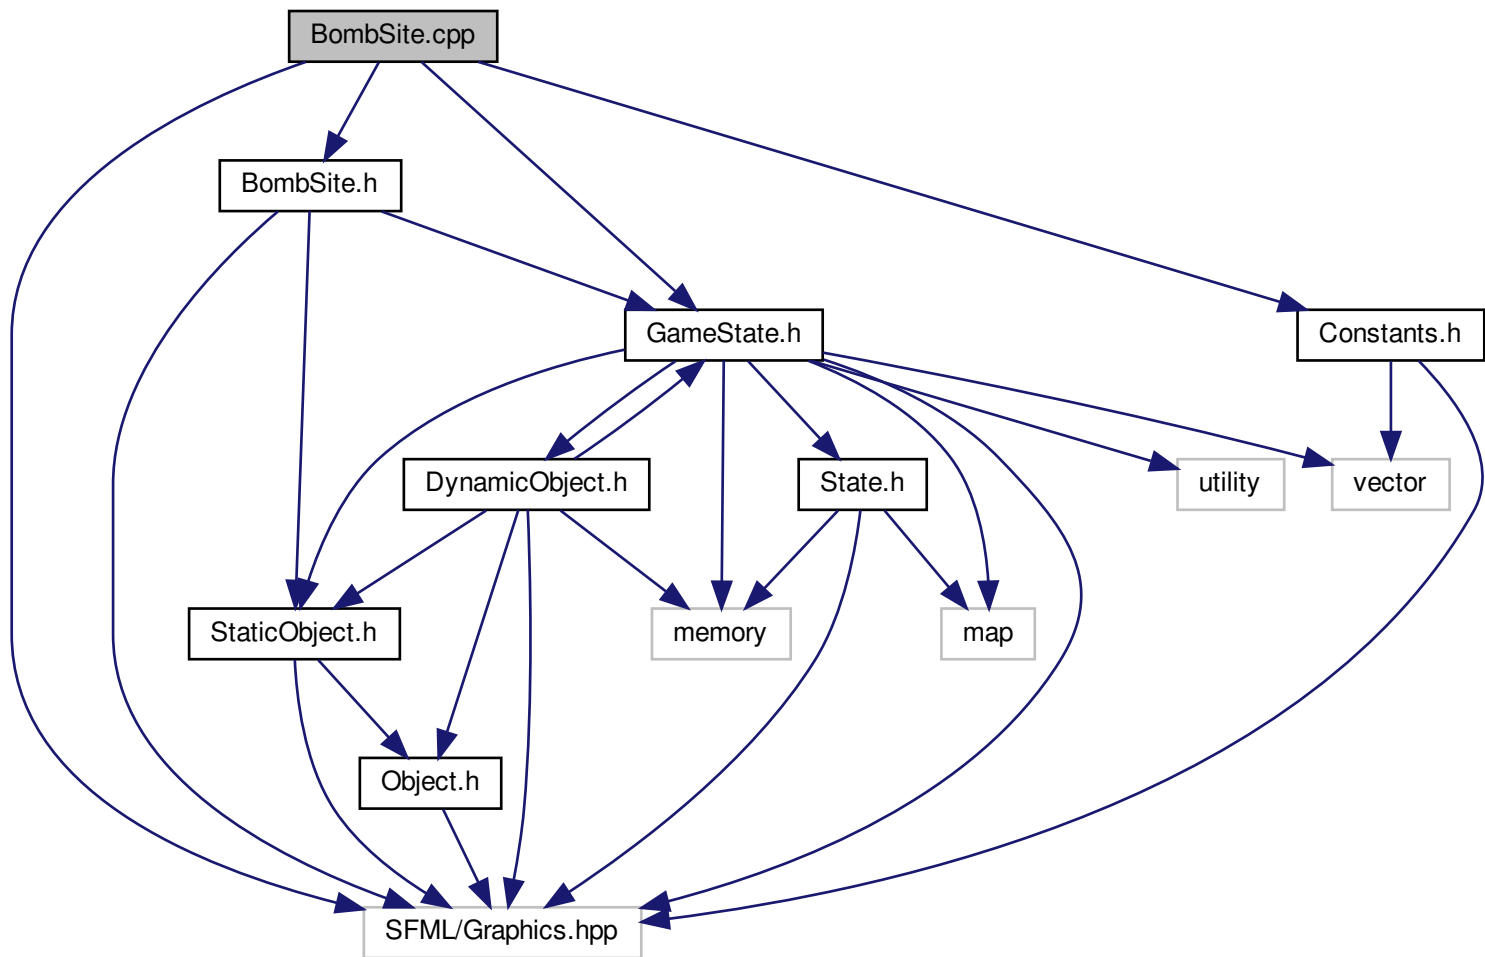 BombSite.cpp
BombSite.h
GameState.h
Constants.h
DynamicObject.h
State.h
utility
vector
StaticObject.h
memory
map
Object.h
SFML/Graphics.hpp